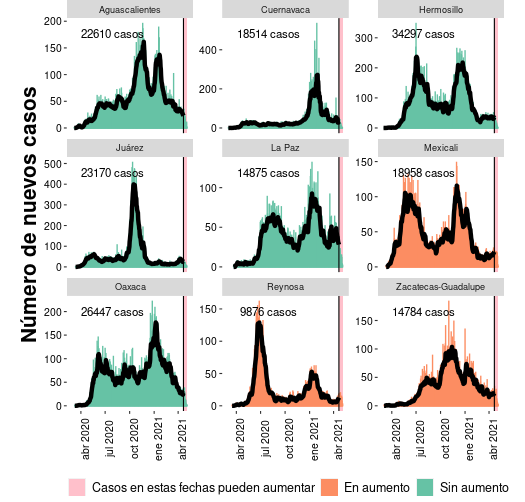 Número de nuevos casos
Aguascalientes
22610 casos
200
150
100
50
0
Cuernavaca
18514 casos
400
200
0
Hermosillo
34297 casos
300
200
100
0
Juárez
23170 casos
500
400
300
200
100
0
La Paz
14875 casos
100
50
0
Mexicali
18958 casos
150
100
50
0
Oaxaca
26447 casos
200
150
100
50
0
abr 2020
jul 2020
oct 2020
ene 2021
abr 2021
Reynosa
9876 casos
150
100
50
0
abr 2020
jul 2020
oct 2020
ene 2021
abr 2021
Zacatecas-Guadalupe
14784 casos
150
100
50
0
abr 2020
jul 2020
oct 2020
ene 2021
abr 2021
Casos en estas fechas pueden aumentar
En aumento
Sin aumento